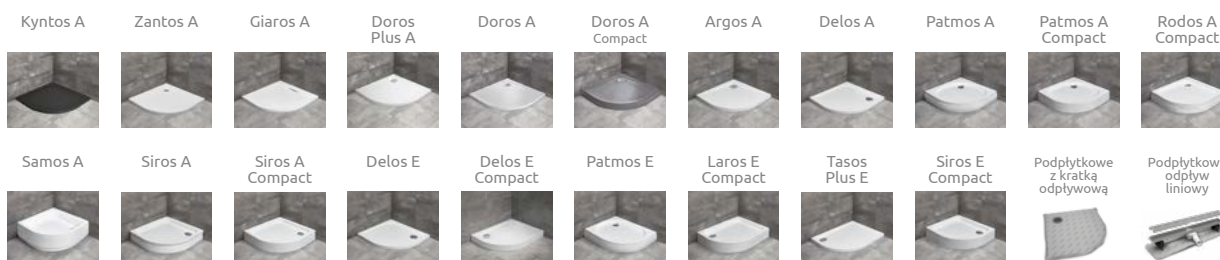 Kyntos A
Zantos A
Giaros A
Doros
Plus A
Doros A
Doros A
Compact
Argos A
Delos A
Patmos A
Patmos A
Compact
Rodos A
Compact
Samos A
Siros A
Siros A
Compact
Delos E
Delos E
Compact
Patmos E
Laros E
Compact
Tasos
Plus E
Siros E
Compact
Podpłytkowe
z kratką
odpływową
Podpłytkow
odpływ
liniowy